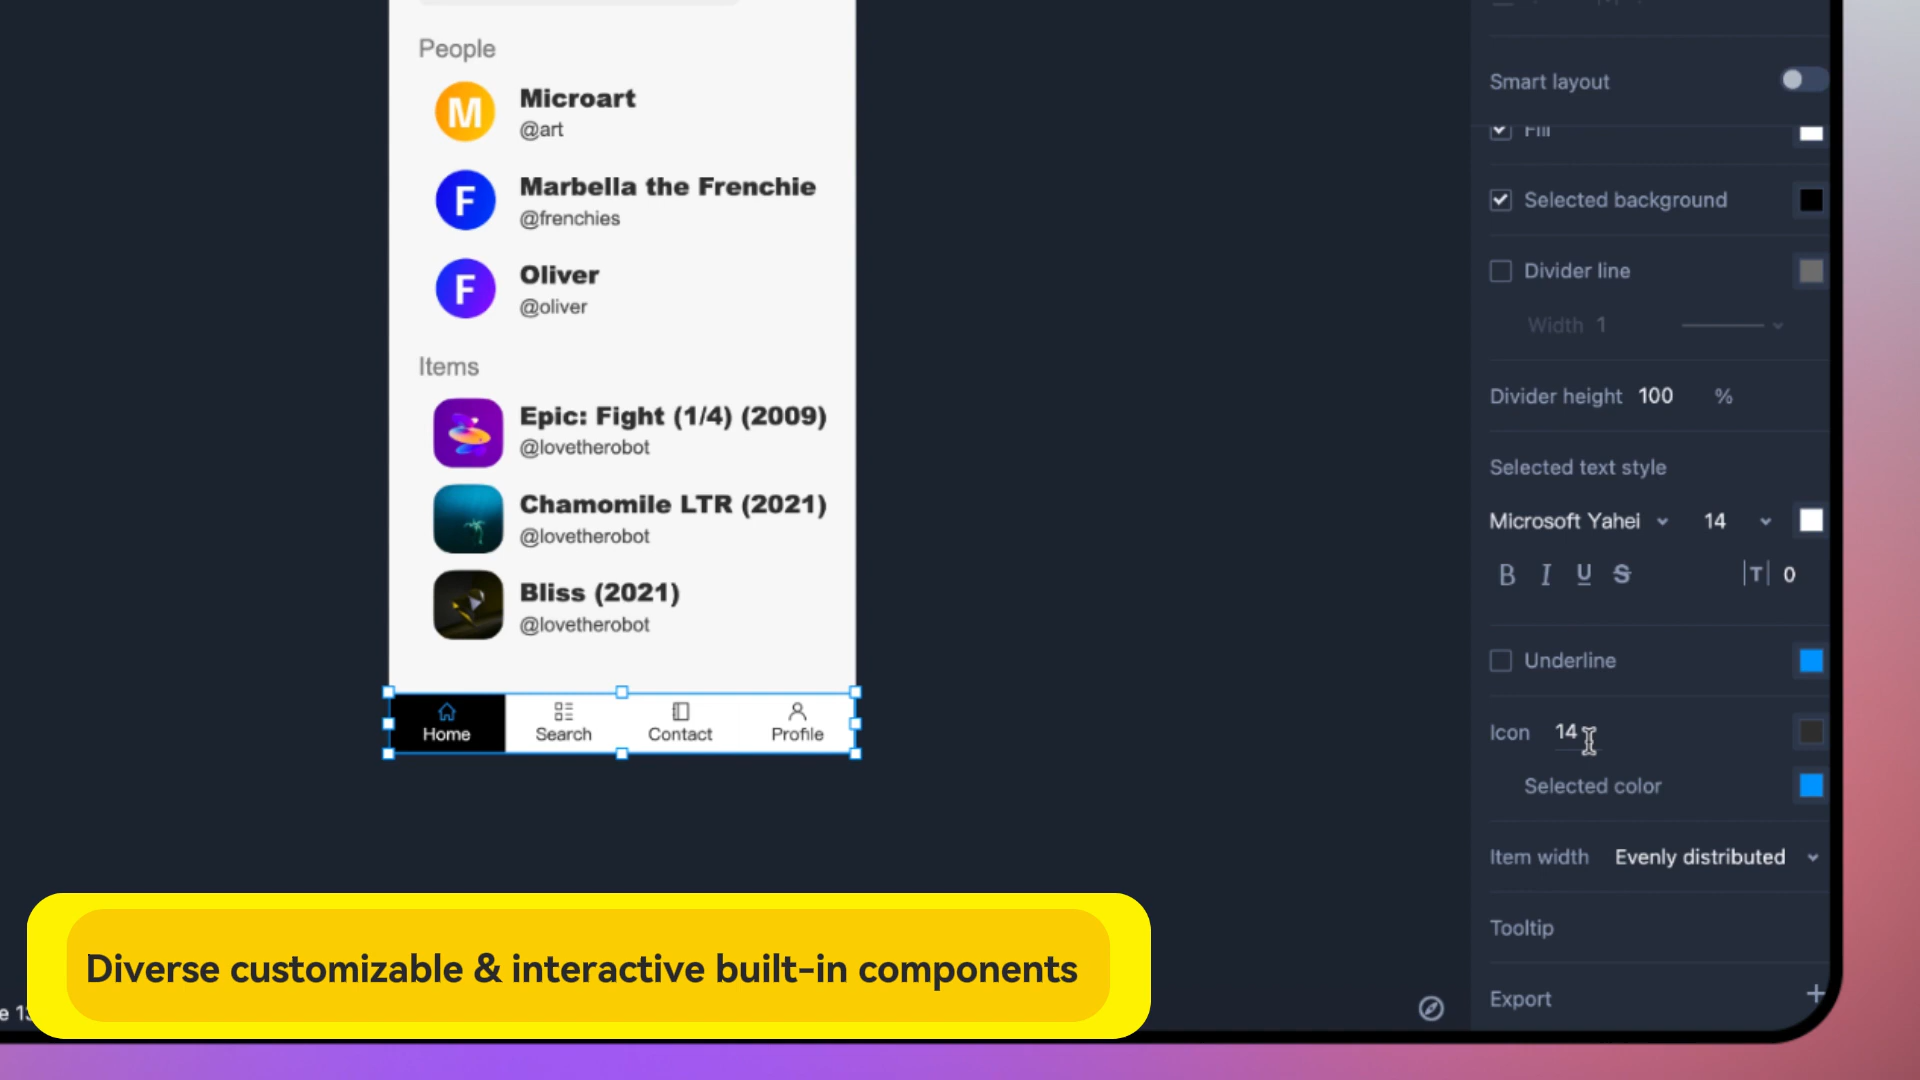 People
M
Microart
@art
F
Marbella the Frenchie
@frenchies
F
Oliver
@oliver
Items
Epic: Fight (1/4) (2009)
@lovetherobot
Chamomile LTR (2021)
@lovetherobot
Bliss (2021)
@lovetherobot
Home Search Contact Profile
Smart layout
Fill
Selected background
Divider line
Width 1
Divider height 100 %
Selected text style
Microsoft Yahei 14
B I U S |T| 0
Underline
Icon 14
Selected color
Item width Evenly distributed
Tooltip
Export +
Diverse customizable & interactive built-in components